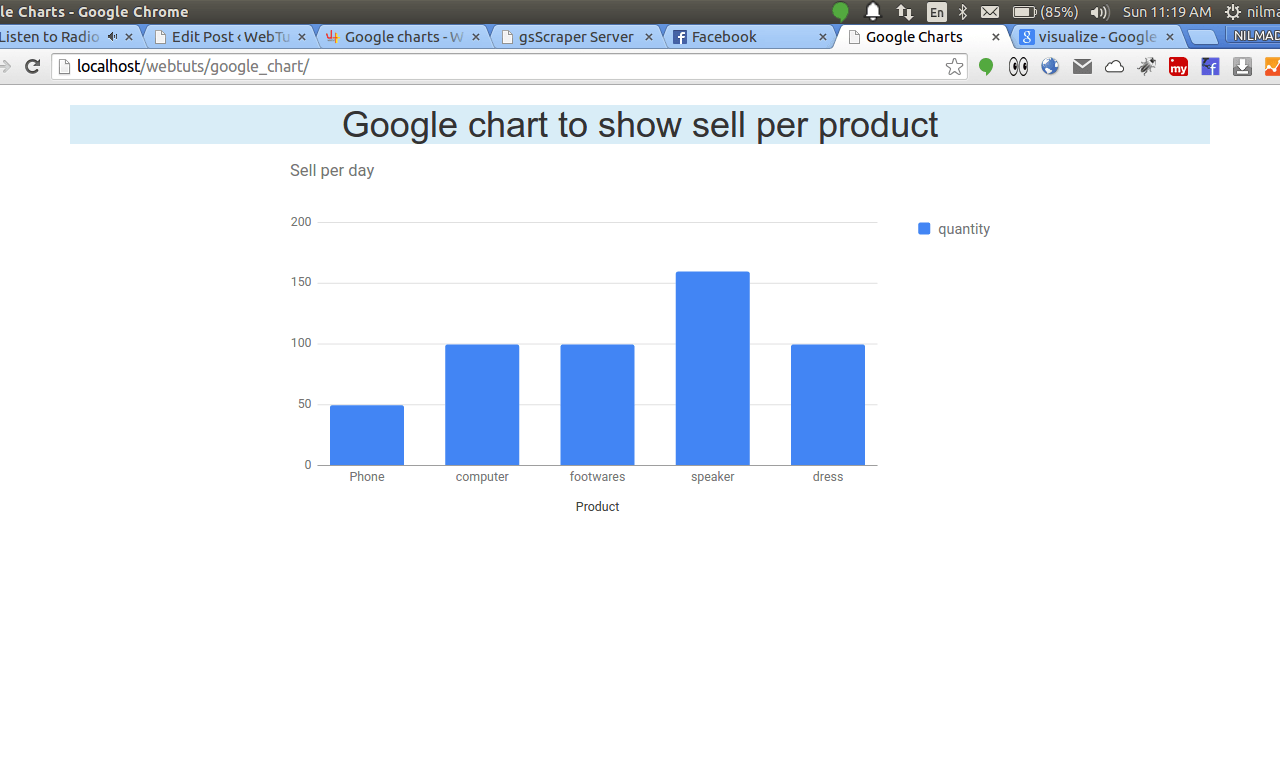 le Charts - Google Chrome
En (85%) Sun 11:19 AM nilma
Listen to Radio Edit Post ‹ WebTu Google charts - W gsScraper Server Facebook Google Charts visualize - Google NILMAD
localhost/webtuts/google_chart/
my
Google chart to show sell per product
Sell per day
200
quantity
150
100
50
0
Phone computer footwares speaker dress
Product